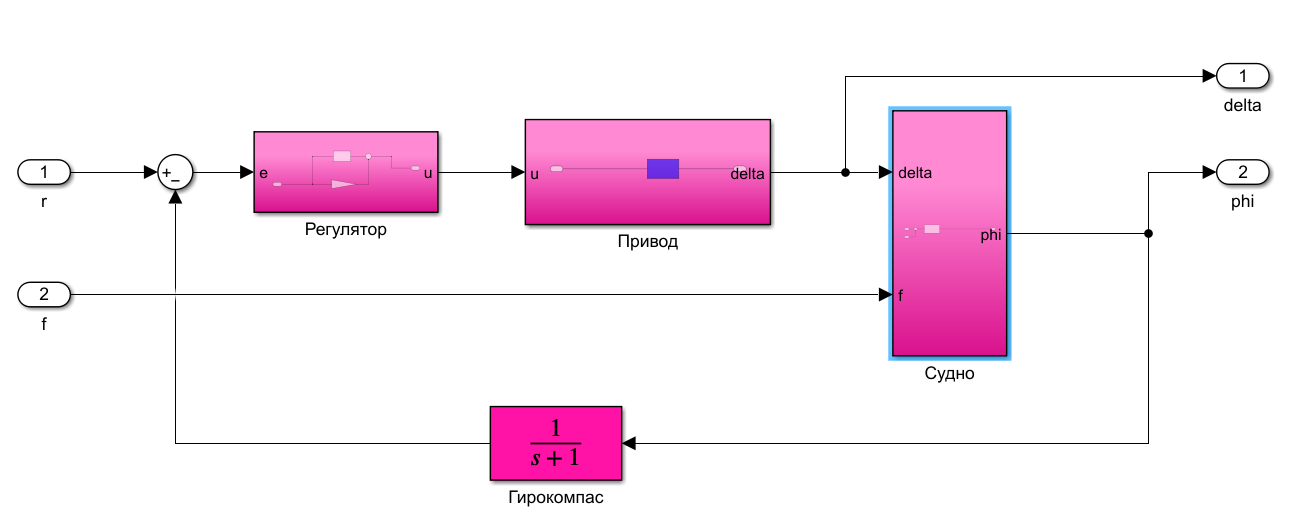 1
delta
1
r
+
_
e
u
Регулятор
u
delta
Привод
delta
phi
f
Судно
2
phi
2
f
1
s + 1
Гирокомпас